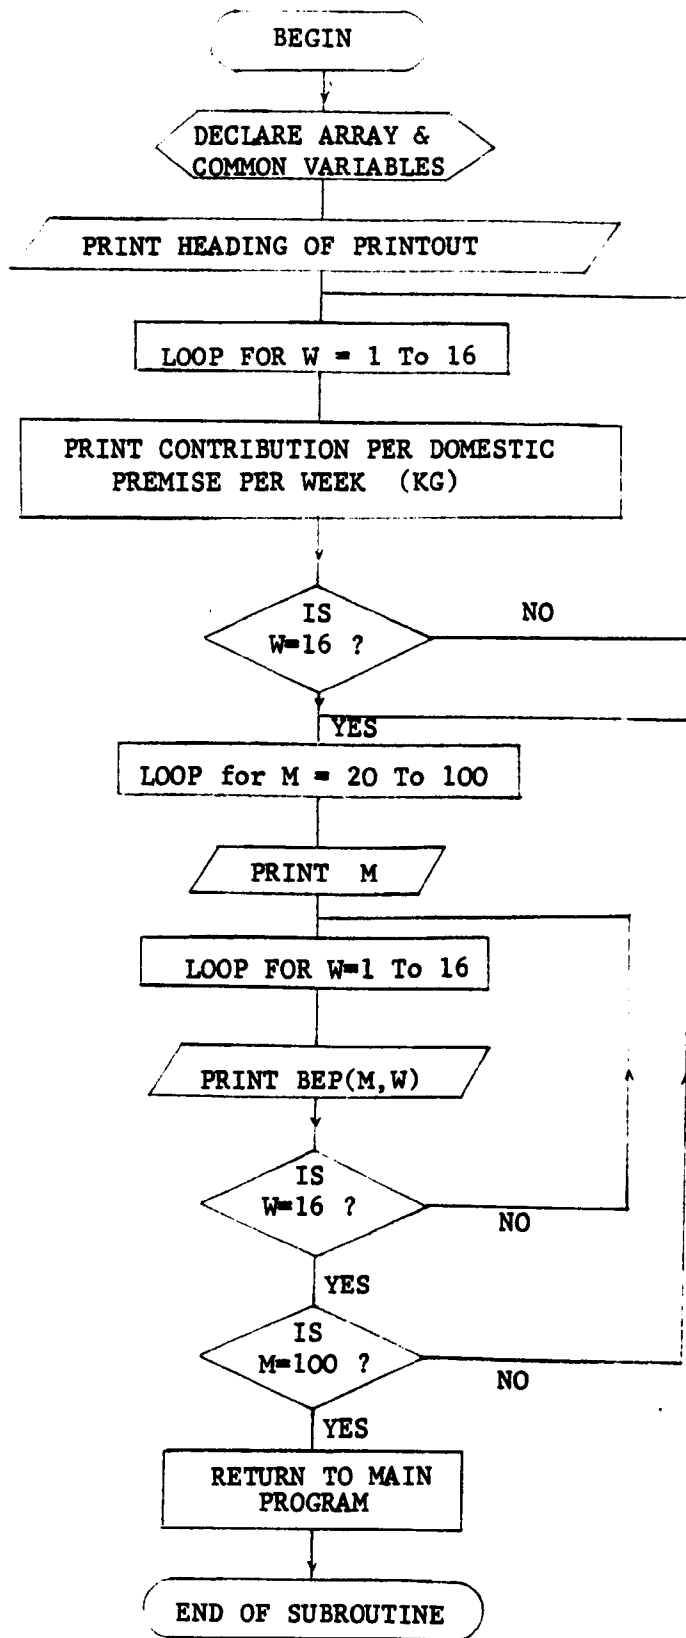 BEGIN
DECLARE ARRAY &
COMMON VARIABLES
PRINT HEADING OF PRINTOUT
LOOP FOR W = 1 To 16
PRINT CONTRIBUTION PER DOMESTIC
PREMISE PER WEEK (KG)
IS
W=16 ?
NO
YES
LOOP for M = 20 To 100
PRINT M
LOOP FOR W=1 To 16
PRINT BEP(M,W)
IS
W=16 ?
NO
YES
IS
M=100 ?
NO
YES
RETURN TO MAIN
PROGRAM
END OF SUBROUTINE